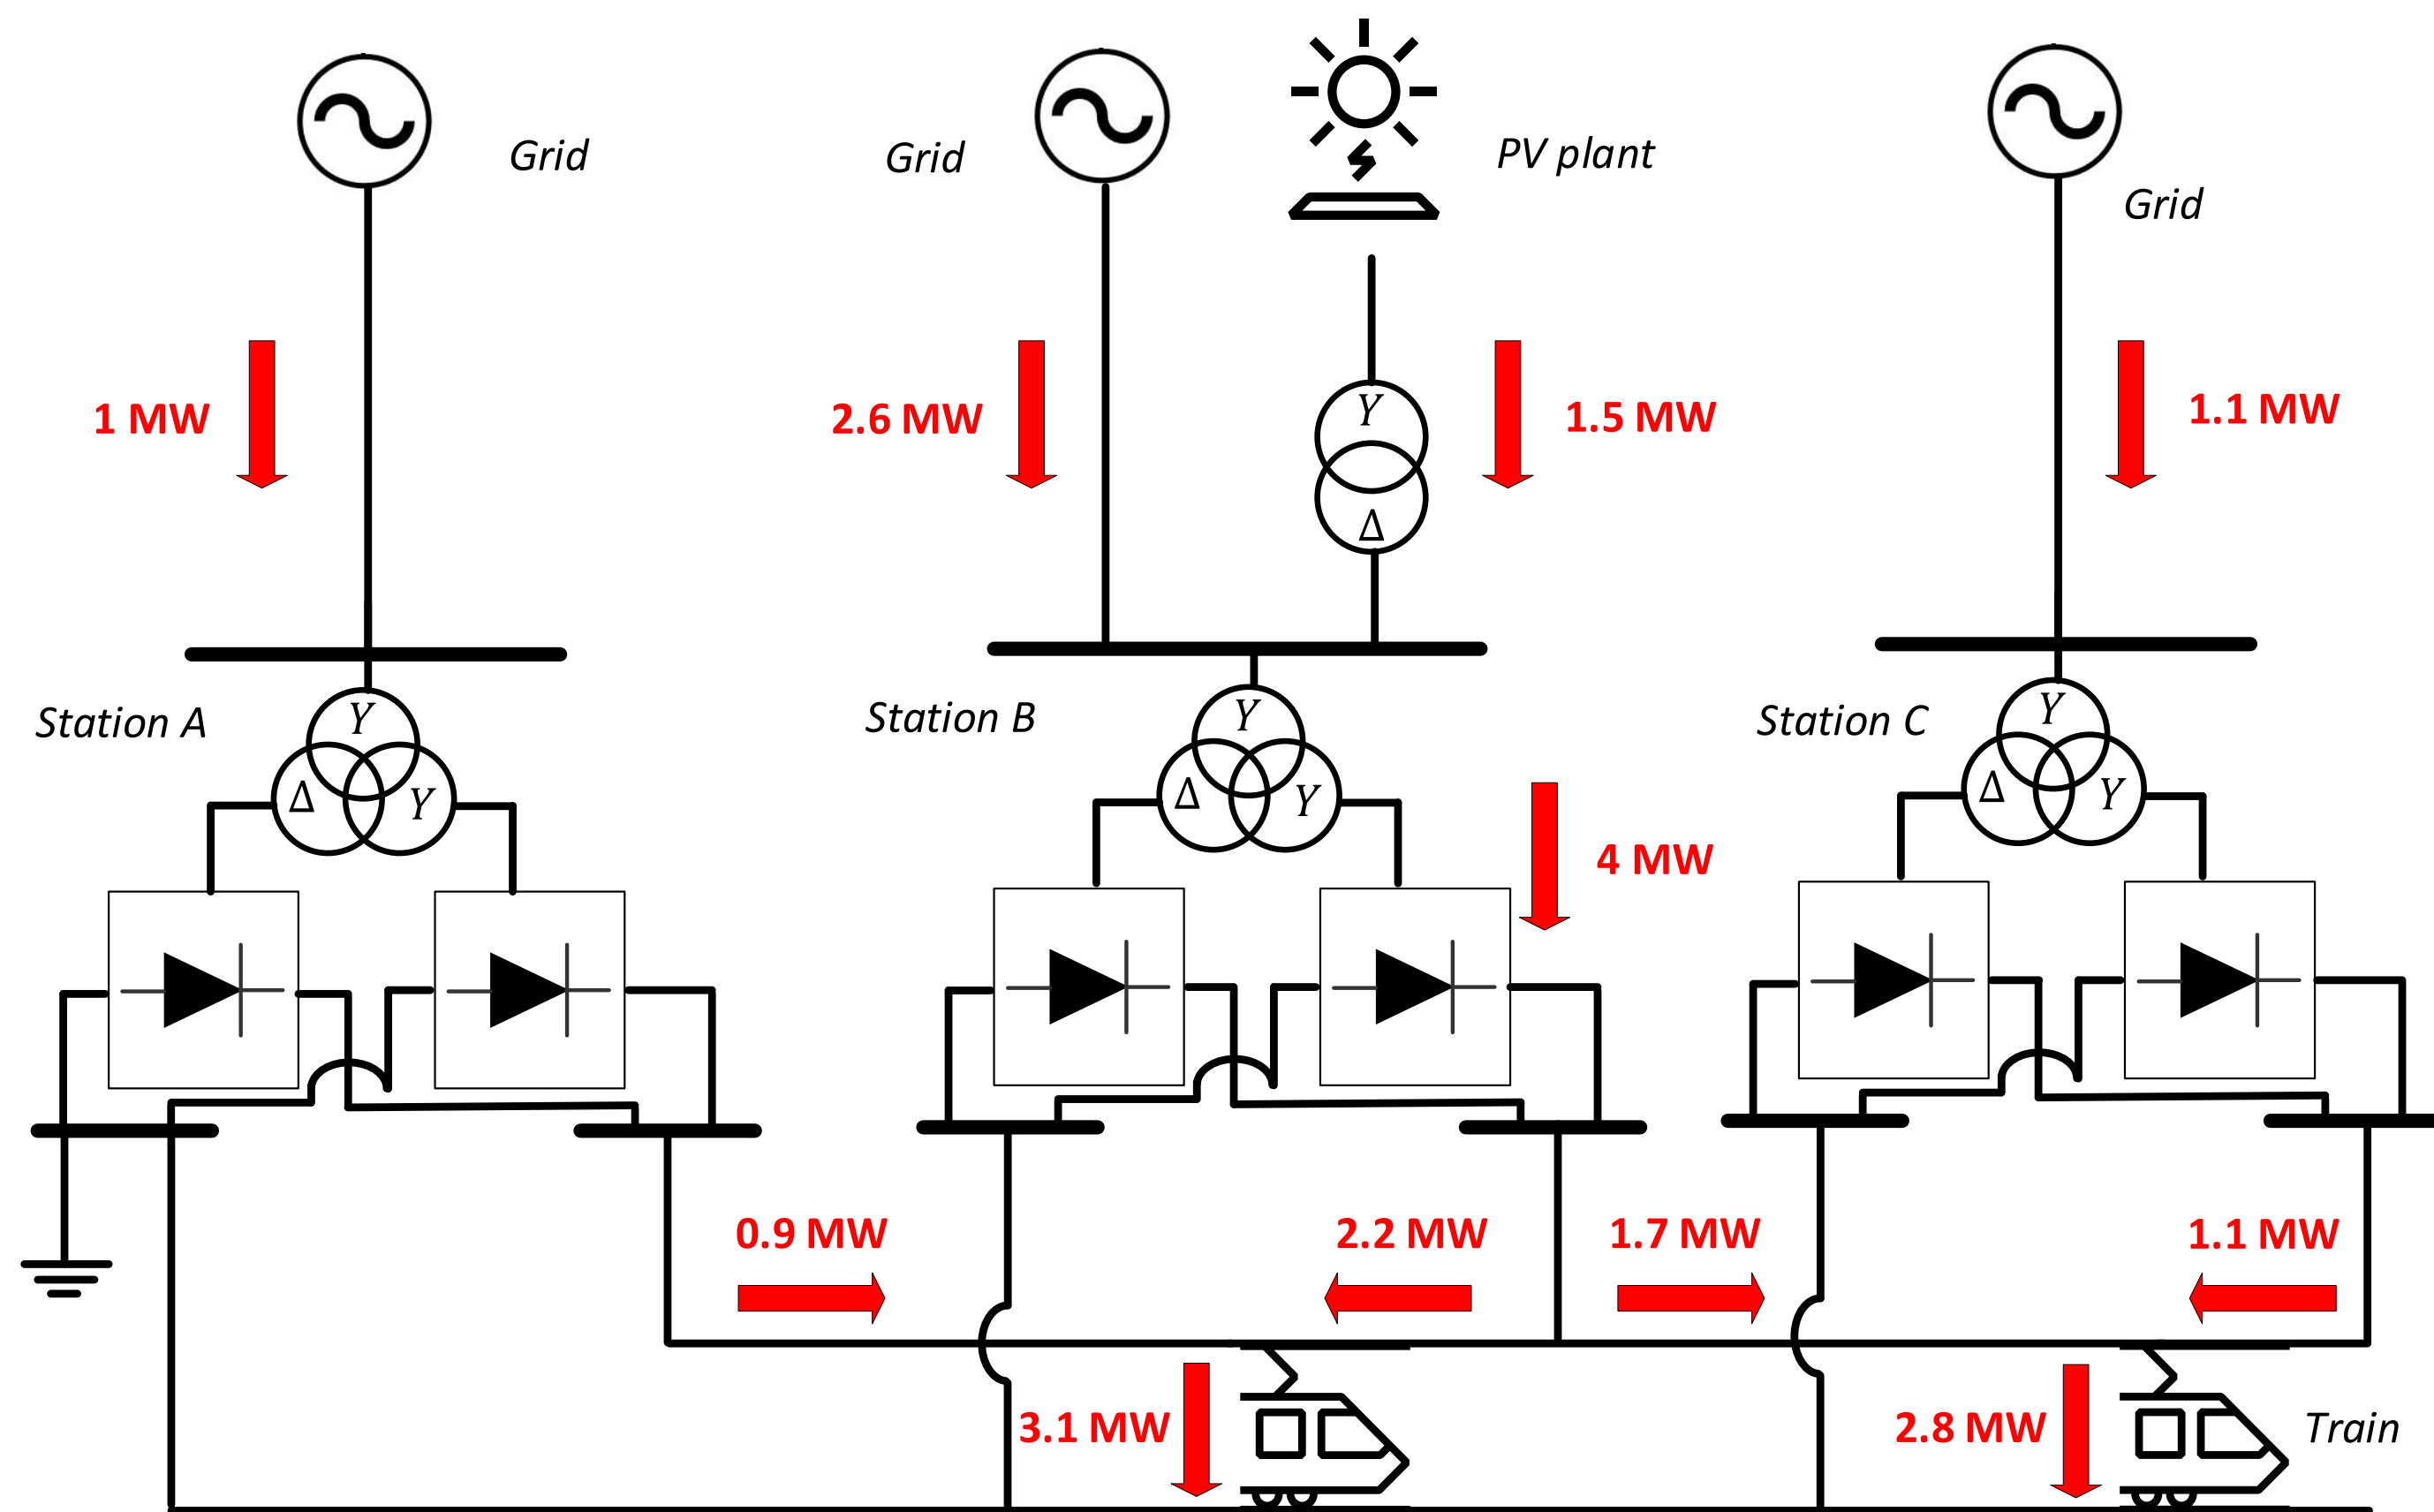 Grid
Grid
PV plant
Grid
1 MW
2.6 MW
Y
1.5 MW
1.1 MW
Δ
Station A
Y
Δ
Y
Station B
Y
Δ
Y
Station C
Y
Δ
Y
4 MW
0.9 MW
2.2 MW
1.7 MW
1.1 MW
3.1 MW
2.8 MW
Train